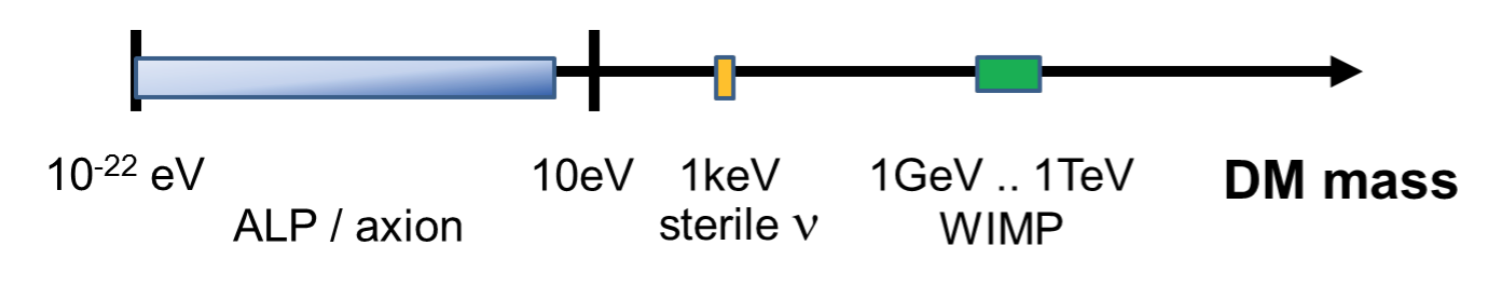 10⁻²² eV 10eV 1keV 1GeV .. 1TeV DM mass
ALP / axion sterile ν WIMP